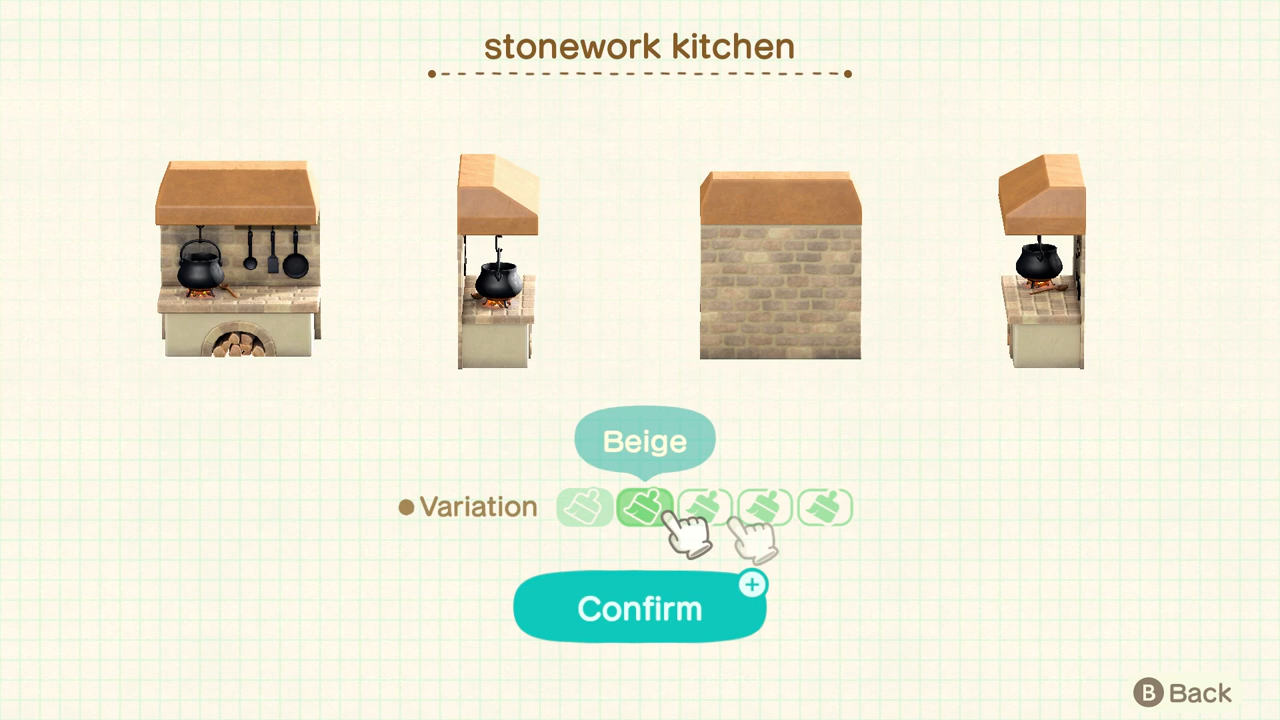 stonework kitchen
Beige
Variation
Confirm
B Back